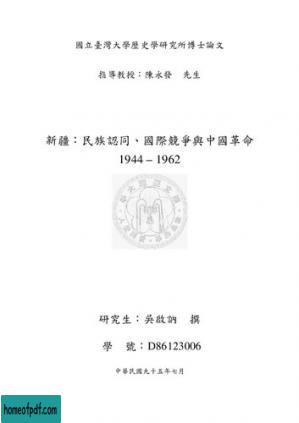 國立臺灣大學歷史學研究所博士論文
指導教授：陳永發 先生
新疆：民族認同、國際競爭與中國革命
1944 – 1962
研究生：吳啟訥 撰
學 號：D86123006
中華民國九十五年七月
homeofpdf.com